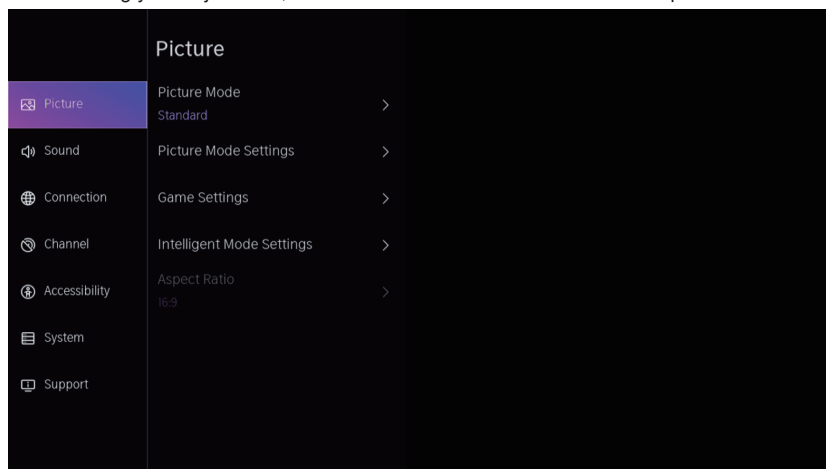 Picture
Picture
Picture Mode
Standard
Sound
Picture Mode Settings
Connection
Game Settings
Channel
Intelligent Mode Settings
Accessibility
Aspect Ratio
16:9
System
Support